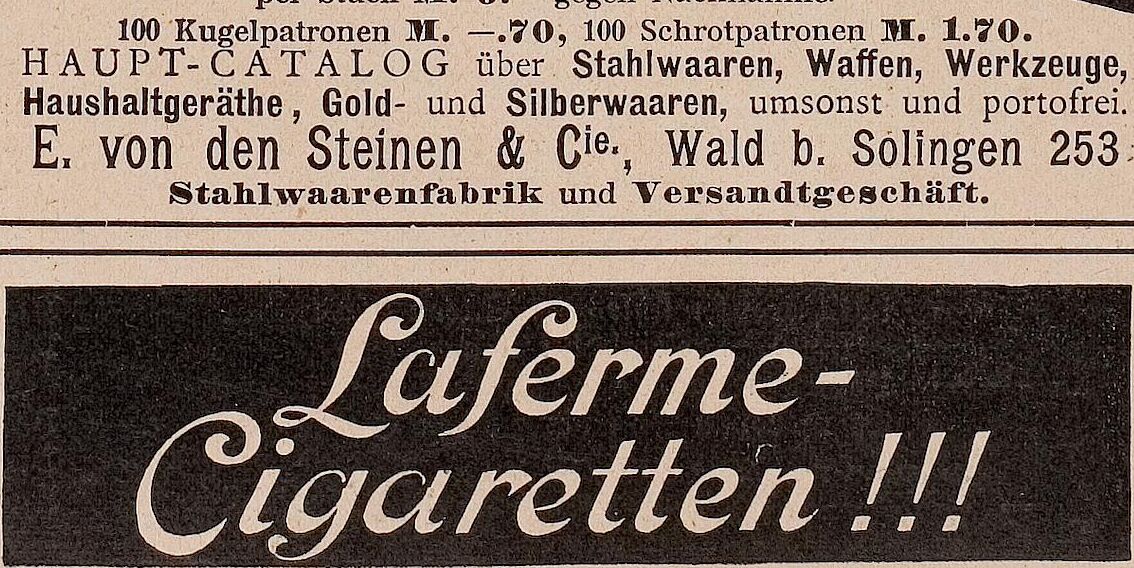 100 Kugelpatronen M. —.70, 100 Schrotpatronen M. 1.70.
HAUPT-CATALOG über Stahlwaaren, Waffen, Werkzeuge,
Haushaltgeräthe, Gold- und Silberwaaren, umsonst und portofrei.
E. von den Steinen & Cie., Wald b. Solingen 253
Stahlwaarenfabrik und Versandtgeschäft.
Laferme-
Cigaretten!!!